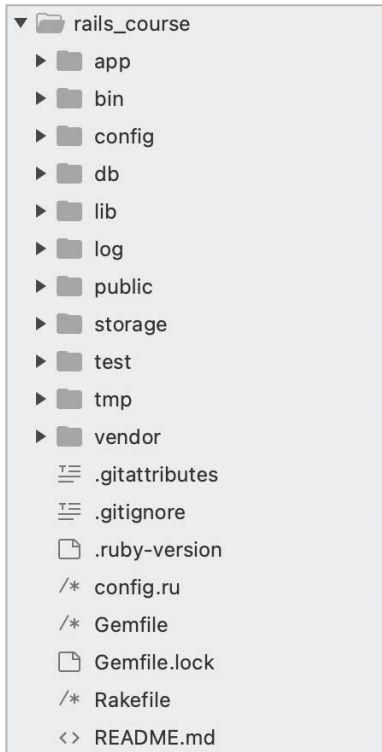 rails_course
app
bin
config
db
lib
log
public
storage
test
tmp
vendor
.gitattributes
.gitignore
.ruby-version
/* config.ru
/* Gemfile
Gemfile.lock
/* Rakefile
<> README.md